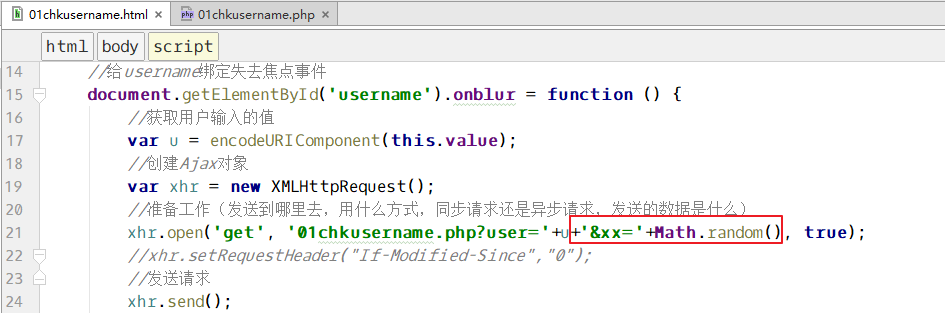 01chkusername.html × 01chkusername.php ×
html body script
14 //给username绑定失去焦点事件
15 document.getElementById('username').onblur = function () {
16 //获取用户输入的值
17 var u = encodeURIComponent(this.value);
18 //创建Ajax对象
19 var xhr = new XMLHttpRequest();
20 //准备工作（发送到哪里去，用什么方式，同步请求还是异步请求，发送的数据是什么）
21 xhr.open('get', '01chkusername.php?user='+u+'&xx='+Math.random(), true);
22 //xhr.setRequestHeader("If-Modified-Since","0");
23 //发送请求
24 xhr.send();